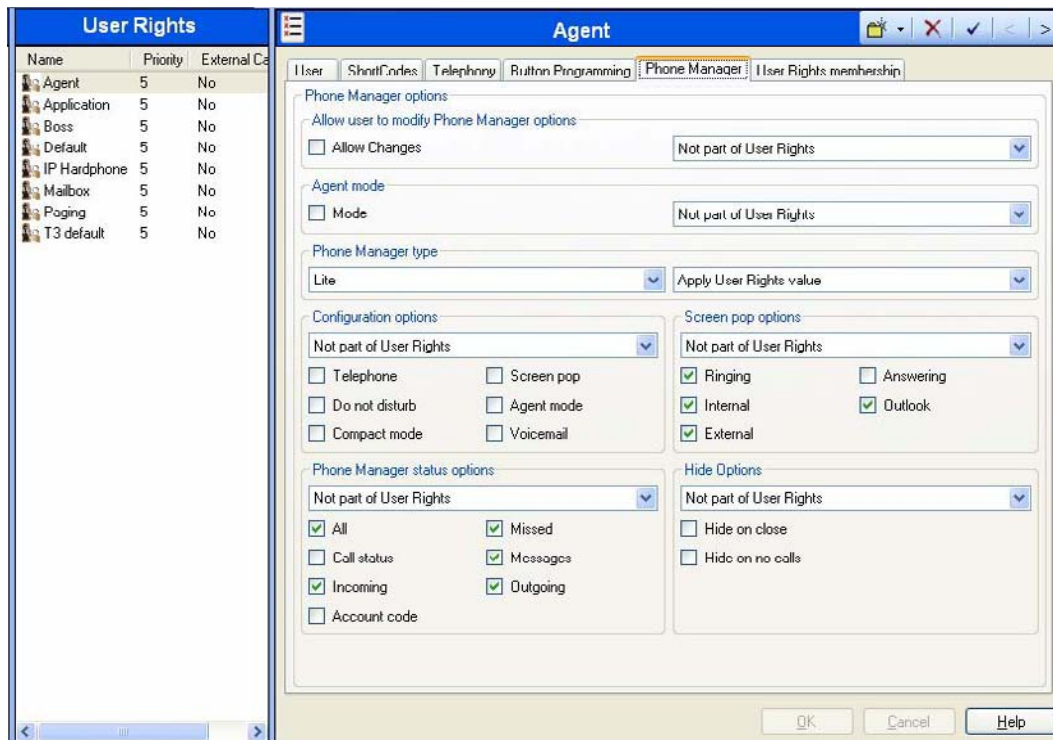 User Rights
Name Priority External Ca
Agent 5 No
Application 5 No
Boss 5 No
Default 5 No
IP Hardphone 5 No
Mailbox 5 No
Paging 5 No
T3 default 5 No
Agent
User ShortCodes Telephony Button Programming Phone Manager User Rights membership
Phone Manager options
Allow user to modify Phone Manager options
Allow Changes Not part of User Rights
Agent mode
Mode Not part of User Rights
Phone Manager type
Lite Apply User Rights value
Configuration options
Not part of User Rights
Telephone Screen pop
Do not disturb Agent mode
Compact mode Voicemail
Screen pop options
Not part of User Rights
Ringing Answering
Internal Outlook
External
Phone Manager status options
Not part of User Rights
All Missed
Call status Messages
Incoming Outgoing
Account code
Hide Options
Not part of User Rights
Hide on close
Hide on no calls
OK Cancel Help